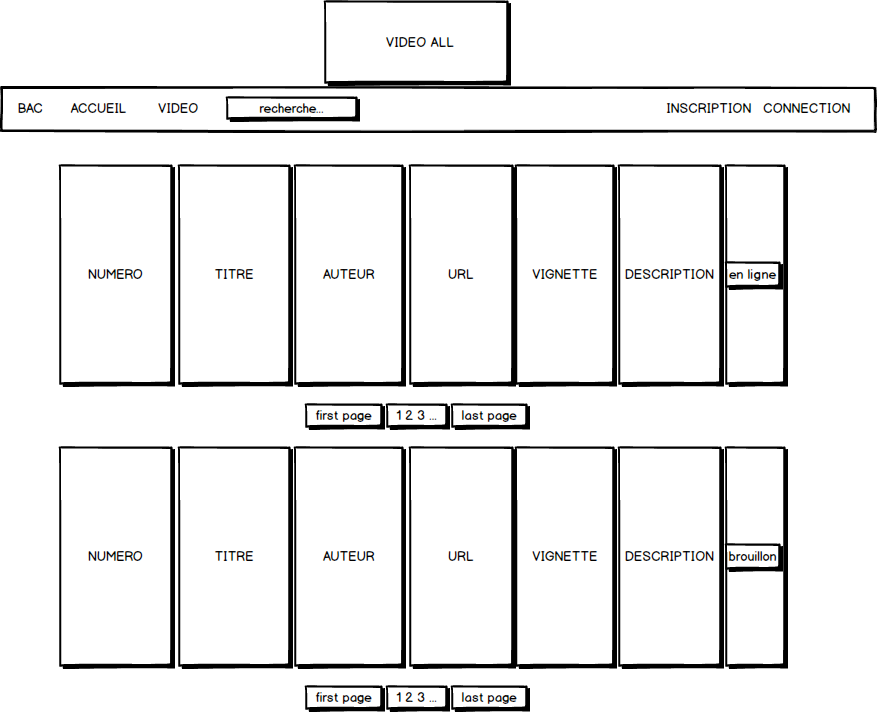 VIDEO ALL
BAC ACCUEIL VIDEO recherche... INSCRIPTION CONNECTION
NUMERO TITRE AUTEUR URL VIGNETTE DESCRIPTION en ligne
first page 1 2 3 ... last page
NUMERO TITRE AUTEUR URL VIGNETTE DESCRIPTION brouillon
first page 1 2 3 ... last page